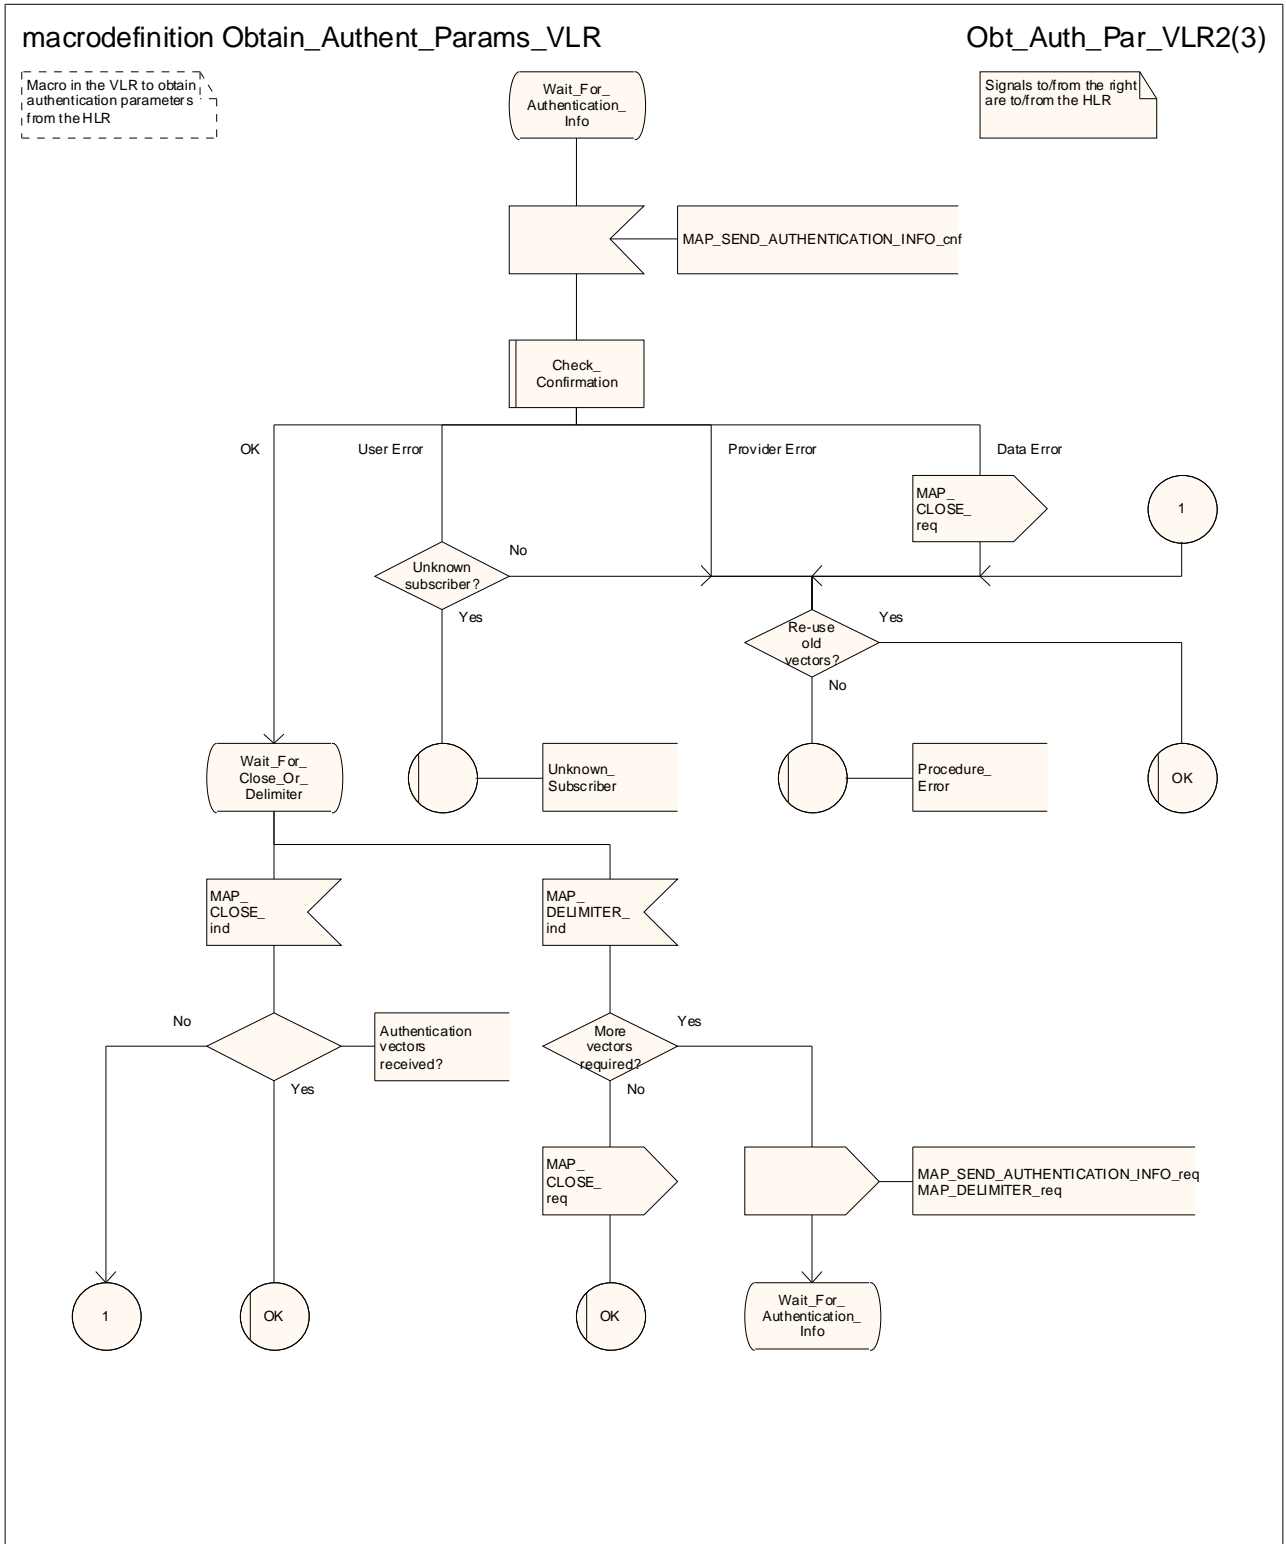 macrodefinition Obtain_Authent_Params_VLR
Obt_Auth_Par_VLR2(3)
Macro in the VLR to obtain
authentication parameters
from the HLR
Wait_For_
Authentication_
Info
Signals to/from the right
are to/from the HLR
MAP_SEND_AUTHENTICATION_INFO_cnf
Check_
Confirmation
OK
User Error
Provider Error
Data Error
MAP_
CLOSE_
req
1
Unknown
subscriber?
No
Yes
Re-use
old
vectors?
Yes
No
Wait_For_
Close_Or_
Delimiter
Unknown_
Subscriber
Procedure_
Error
OK
MAP_
CLOSE_
ind
MAP_
DELIMITER_
ind
No
Authentication
vectors
received?
Yes
More
vectors
required?
Yes
No
MAP_
CLOSE_
req
MAP_SEND_AUTHENTICATION_INFO_req
MAP_DELIMITER_req
1
OK
OK
Wait_For_
Authentication_
Info